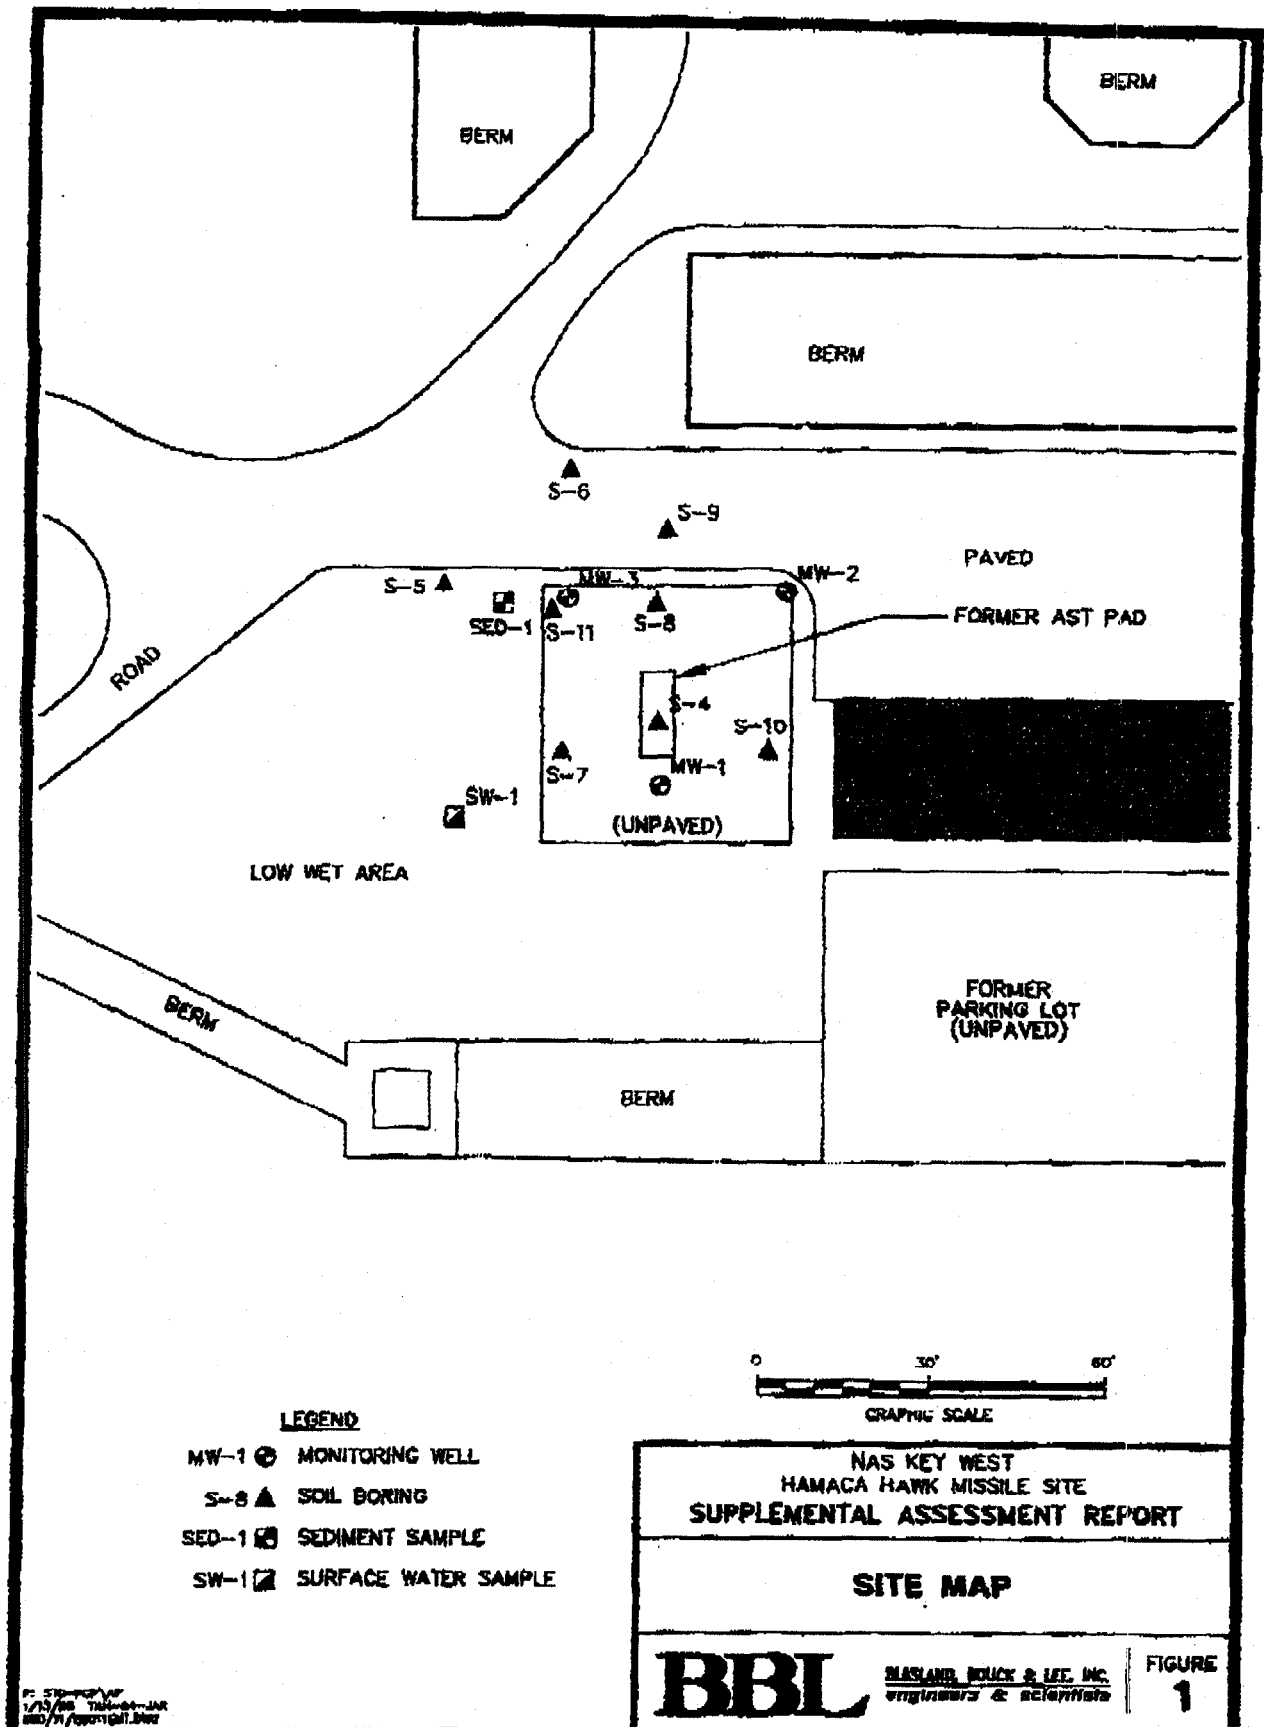 BERM
BERM
BERM
S-6
S-9
PAVED
S-5
MW-3
MW-2
SED-1
S-11
S-8
FORMER AST PAD
ROAD
S-4
S-10
S-7
MW-1
SW-1
(UNPAVED)
LOW WET AREA
BERM
FORMER
PARKING LOT
(UNPAVED)
BERM
0 30' 60'
GRAPHIC SCALE
LEGEND
MW-1 MONITORING WELL
S-8 SOIL BORING
SED-1 SEDIMENT SAMPLE
SW-1 SURFACE WATER SAMPLE
NAS KEY WEST
HAMACA HAWK MISSILE SITE
SUPPLEMENTAL ASSESSMENT REPORT
SITE MAP
BBL
BLASLAND, BOUCK & LEE, INC.
engineers & scientists
FIGURE
1